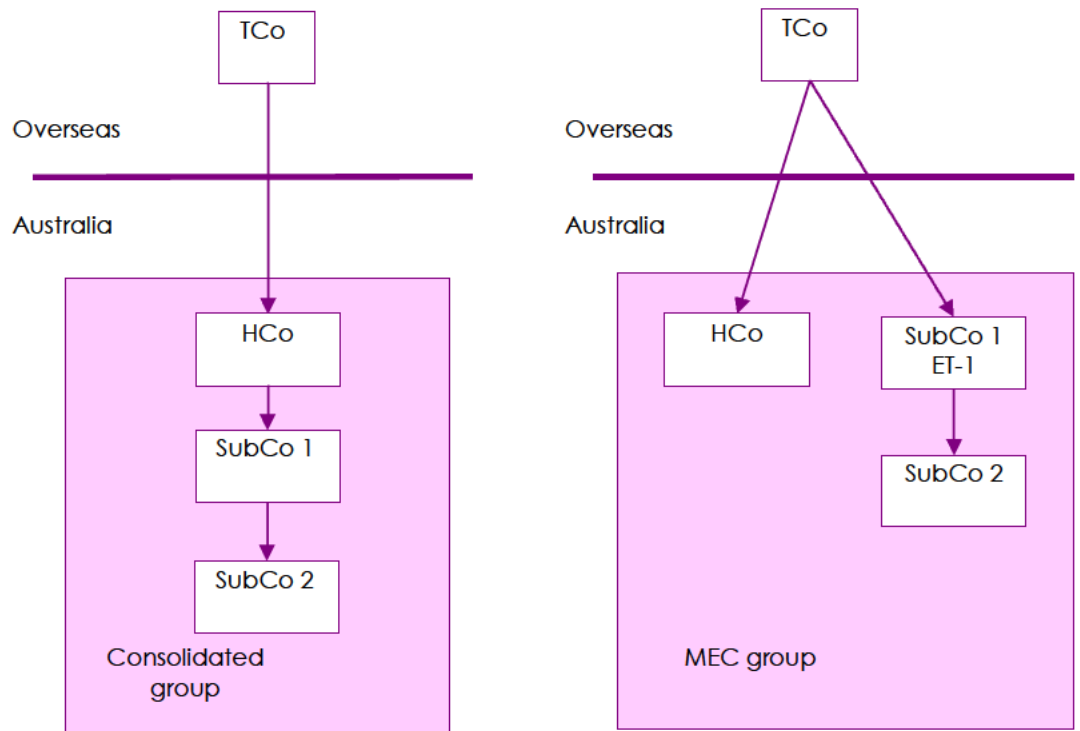 TCo
Overseas
Australia
HCo
SubCo 1
SubCo 2
Consolidated
group
TCo
Overseas
Australia
HCo
SubCo 1
ET-1
SubCo 2
MEC group